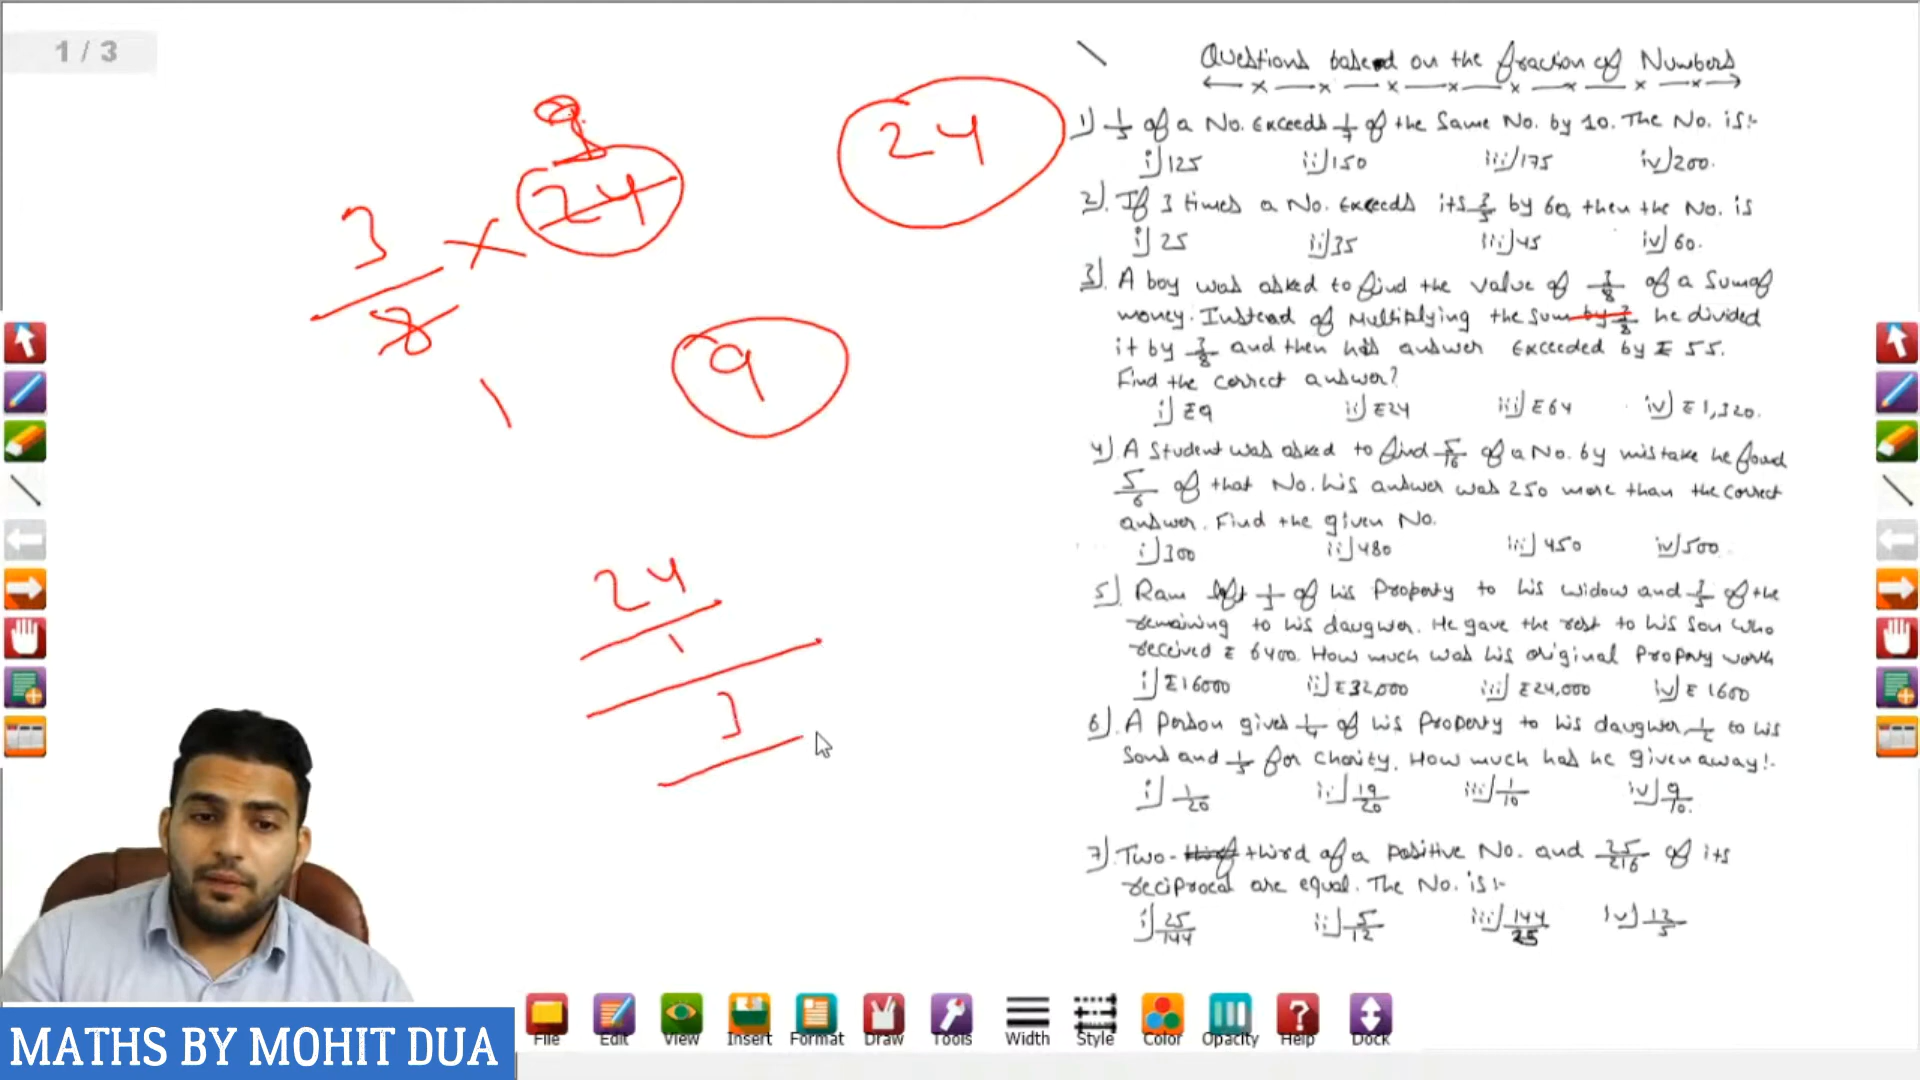 1 / 3
Questions based on the fraction of Numbers
1) 1/5 of a No. exceeds 1/7 of the same No. by 10. The No. is:-
i) 125 ii) 150 iii) 175 iv) 200.
2). If 3 times a No. exceeds its 3/5 by 60, then the No. is
i) 25 ii) 35 iii) 45 iv) 60.
3). A boy was asked to find the value of 3/8 of a sum of
money. Instead of Multiplying the sum by 3/8 he divided
it by 3/8 and then his answer exceeded by ₹ 55.
Find the correct answer?
i) ₹9 ii) ₹24 iii) ₹64 iv) ₹1,320.
4). A student was asked to find 5/16 of a No. by mistake he found
5/6 of that No. his answer was 250 more than the correct
answer. Find the given No.
i) 300 ii) 480 iii) 450 iv) 500
5). Ram left 1/3 of his Property to his widow and 3/5 of the
remaining to his daugwer. He gave the rest to his son who
received ₹ 6400. How much was his original Propery worth
i) ₹16000 ii) ₹32,000 iii) ₹24,000 iv) ₹ 1600
6). A Person gives 1/4 of his Property to his daugwer, 1/2 to his
sons and 1/5 for charity. How much has he given away!.
i) 1/20 ii) 19/20 iii) 1/10 iv) 9/10.
7). Two- third of a positive No. and 25/216 of its
reciprocal are equal. The No. is:-
i) 25/144 ii) 5/12 iii) 144/25 iv) 12/5
9
24
3
×
24
8
1
9
24
1
3
MATHS BY MOHIT DUA
File Edit View Insert Format Draw Tools Width Style Color Opacity Help Dock